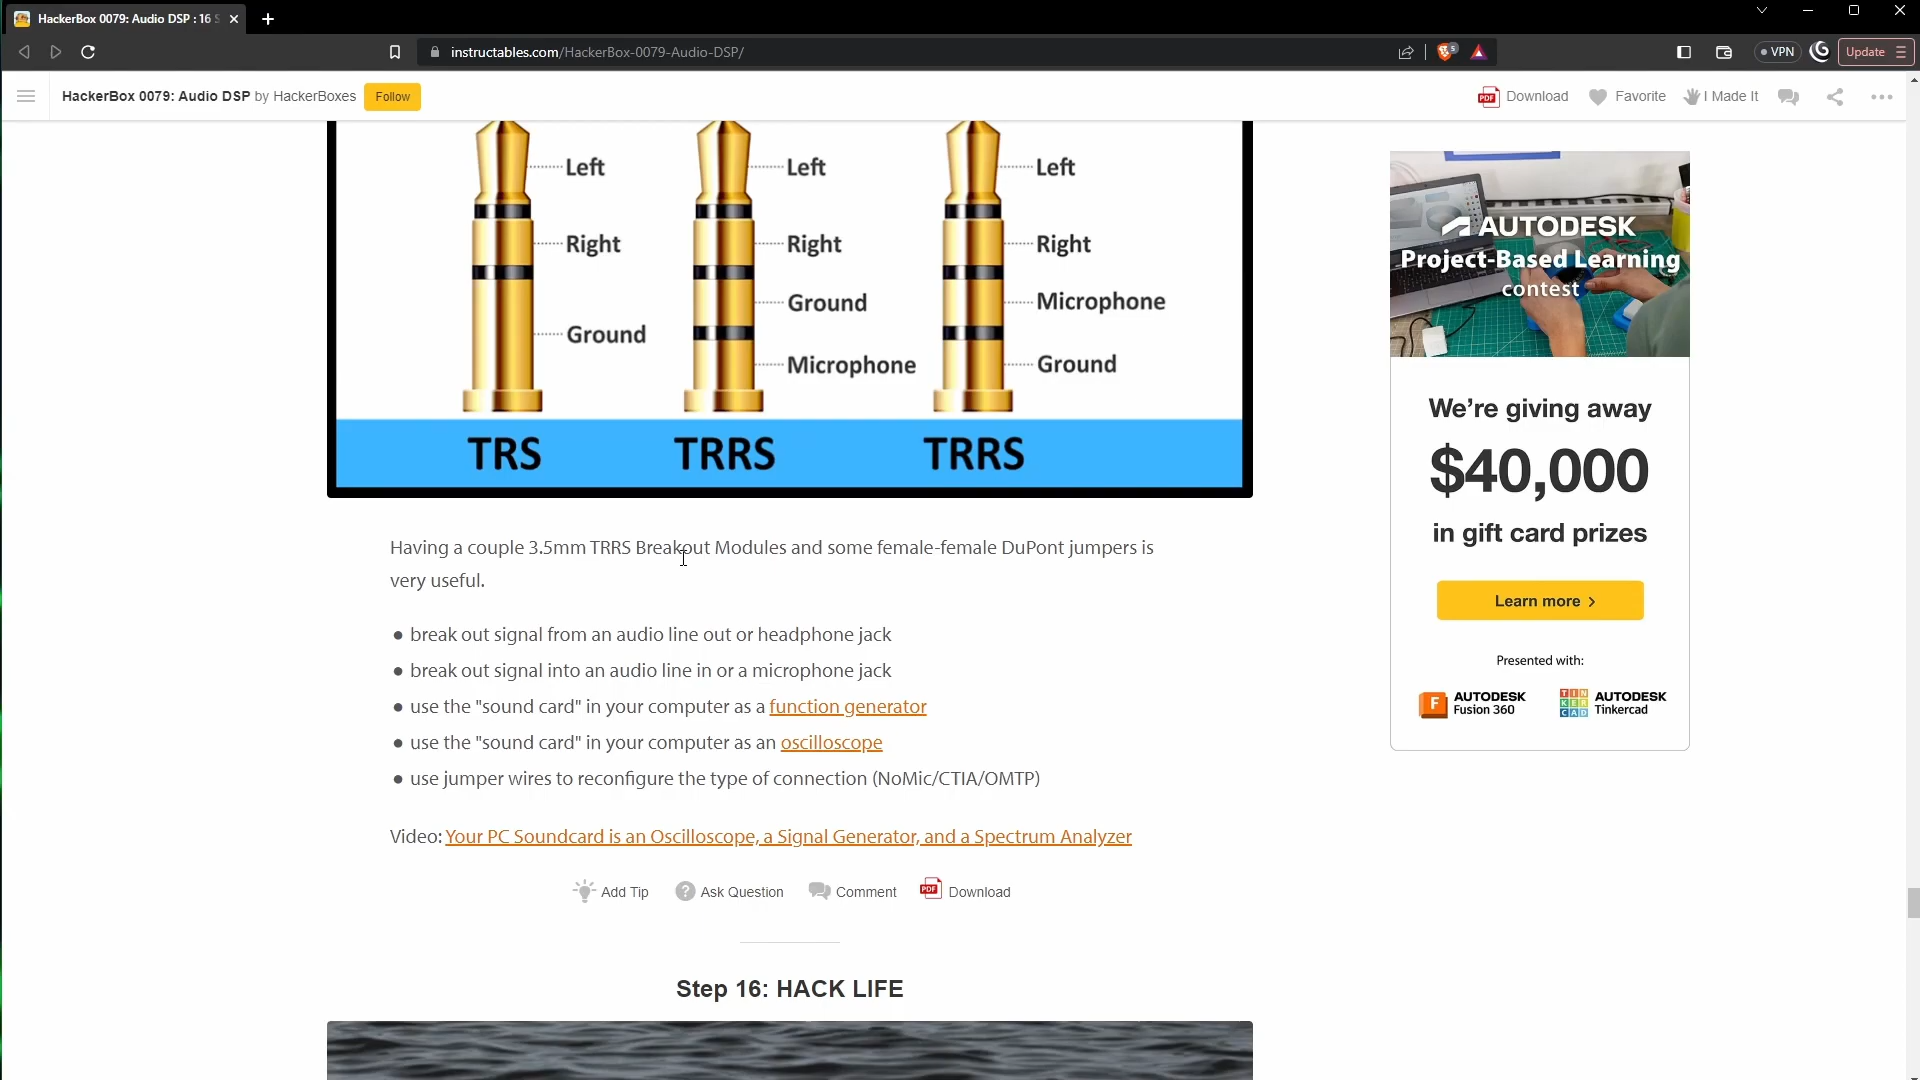 HackerBox 0079: Audio DSP : 16 S
instructables.com/HackerBox-0079-Audio-DSP/
5
VPN
Update
HackerBox 0079: Audio DSP by HackerBoxes
Follow
PDF Download
Favorite
I Made It
Left
Left
Left
Right
Right
Right
Ground
Ground
Microphone
Microphone
Ground
TRS
TRRS
TRRS
Having a couple 3.5mm TRRS Breakout Modules and some female-female DuPont jumpers is
very useful.
● break out signal from an audio line out or headphone jack
● break out signal into an audio line in or a microphone jack
● use the "sound card" in your computer as a function generator
● use the "sound card" in your computer as an oscilloscope
● use jumper wires to reconfigure the type of connection (NoMic/CTIA/OMTP)
Video: Your PC Soundcard is an Oscilloscope, a Signal Generator, and a Spectrum Analyzer
Add Tip
Ask Question
Comment
PDF Download
Step 16: HACK LIFE
AUTODESK
Project-Based Learning
contest
We're giving away
$40,000
in gift card prizes
Learn more >
Presented with:
F AUTODESK
Fusion 360
TIN
KER
CAD
AUTODESK
Tinkercad